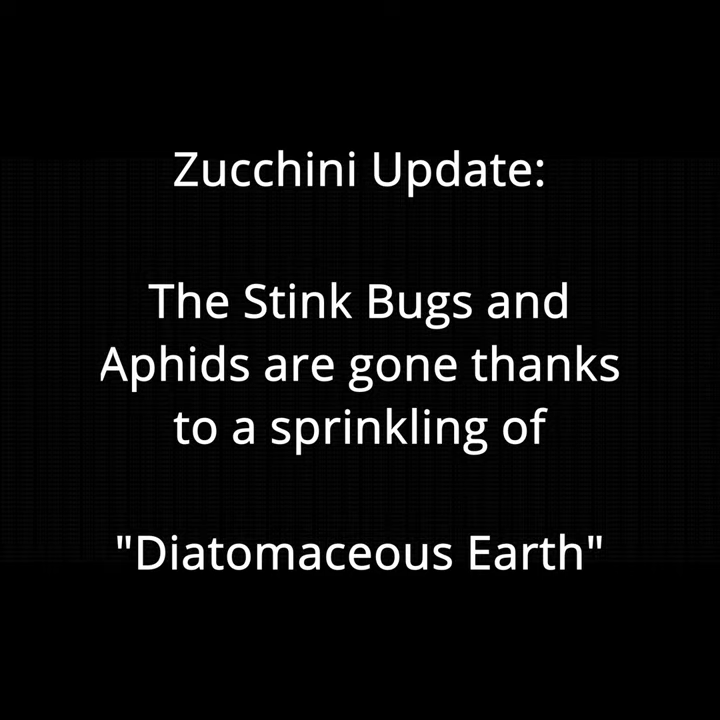 Zucchini Update:
The Stink Bugs and
Aphids are gone thanks
to a sprinkling of
"Diatomaceous Earth"